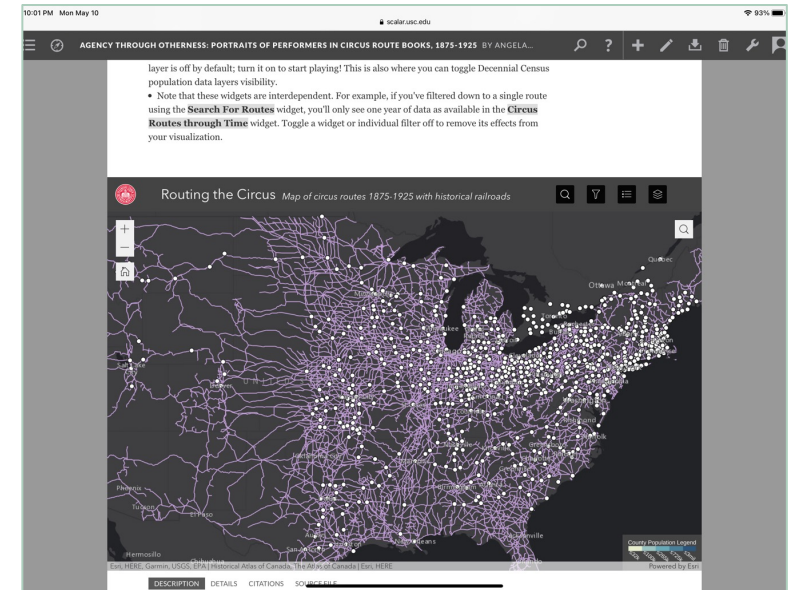 10:01 PM Mon May 10
scalar.usc.edu
93%
AGENCY THROUGH OTHERNESS: PORTRAITS OF PERFORMERS IN CIRCUS ROUTE BOOKS, 1875-1925 BY ANGELA...
layer is off by default; turn it on to start playing! This is also where you can toggle Decennial Census
population data layers visibility.
• Note that these widgets are interdependent. For example, if you've filtered down to a single route
using the Search For Routes widget, you'll only see one year of data as available in the Circus
Routes through Time widget. Toggle a widget or individual filter off to remove its effects from
your visualization.
Routing the Circus Map of circus routes 1875-1925 with historical railroads
Quebec
Ottawa Montreal
Denver
Richmond
Phoenix
Tucson
El Paso
Hermosillo
Chihuahua
County Population Legend
Esri, HERE, Garmin, USGS, EPA | Historical Atlas of Canada, The Atlas of Canada | Esri, HERE
Powered by Esri
DESCRIPTION DETAILS CITATIONS SOURCE FILE